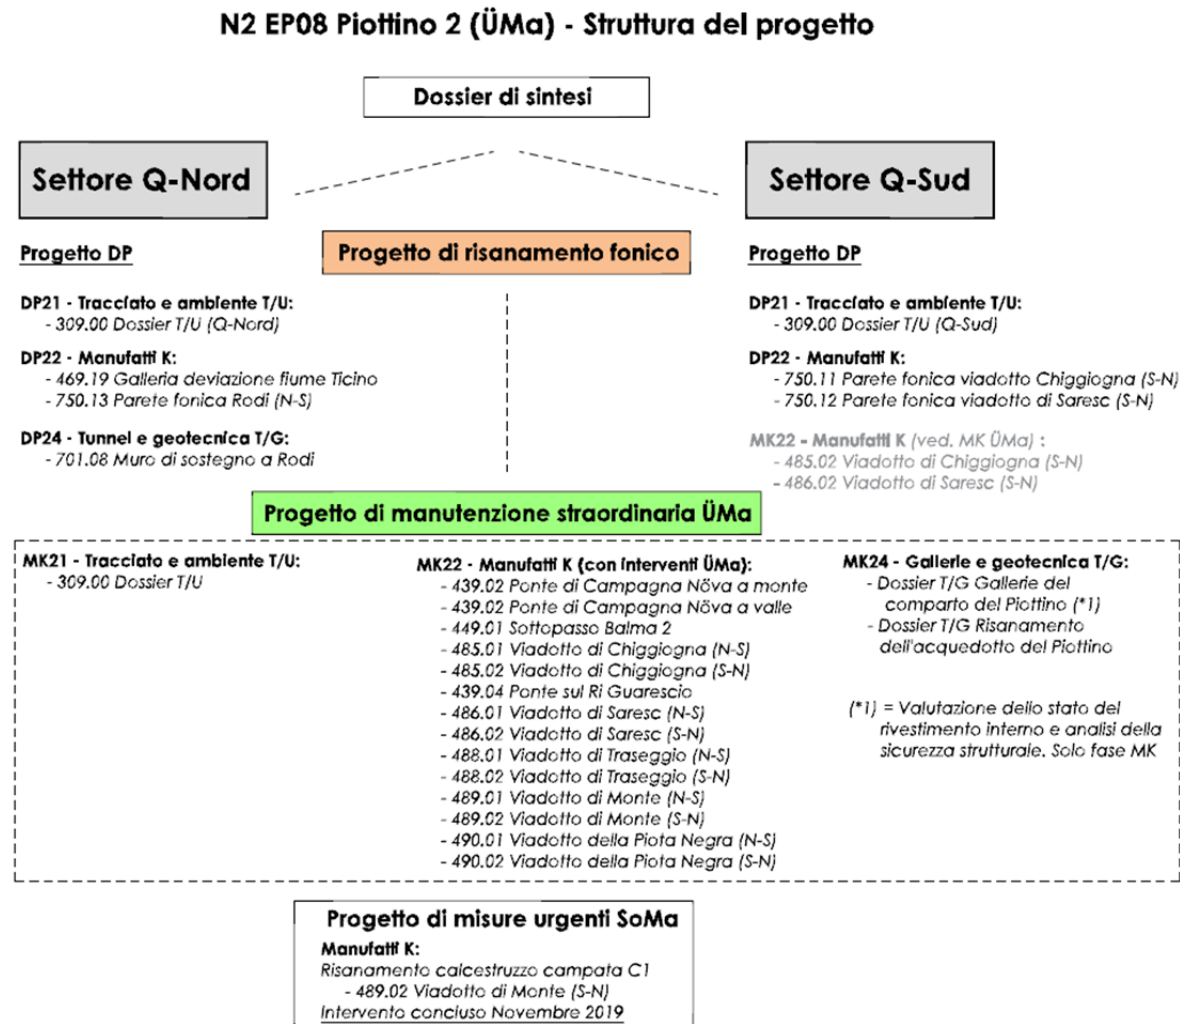 N2 EP08 Piottino 2 (ÜMa) - Struttura del progetto
Dossier di sintesi
Settore Q-Nord
Settore Q-Sud
Progetto di risanamento fonico
Progetto DP
DP21 - Tracciato e ambiente T/U:
- 309.00 Dossier T/U (Q-Nord)
DP22 - Manufatti K:
- 469.19 Galleria deviazione fiume Ticino
- 750.13 Parete fonica Rodi (N-S)
DP24 - Tunnel e geotecnica T/G:
- 701.08 Muro di sostegno a Rodi
Progetto DP
DP21 - Tracciato e ambiente T/U:
- 309.00 Dossier T/U (Q-Sud)
DP22 - Manufatti K:
- 750.11 Parete fonica viadotto Chiggiogna (S-N)
- 750.12 Parete fonica viadotto di Saresc (S-N)
MK22 - Manufatti K (ved. MK ÜMa) :
- 485.02 Viadotto di Chiggiogna (S-N)
- 486.02 Viadotto di Saresc (S-N)
Progetto di manutenzione straordinaria ÜMa
MK21 - Tracciato e ambiente T/U:
- 309.00 Dossier T/U
MK22 - Manufatti K (con interventi ÜMa):
- 439.02 Ponte di Campagna Növa a monte
- 439.02 Ponte di Campagna Növa a valle
- 449.01 Sottopasso Balma 2
- 485.01 Viadotto di Chiggiogna (N-S)
- 485.02 Viadotto di Chiggiogna (S-N)
- 439.04 Ponte sul Ri Guarescio
- 486.01 Viadotto di Saresc (N-S)
- 486.02 Viadotto di Saresc (S-N)
- 488.01 Viadotto di Traseggio (N-S)
- 488.02 Viadotto di Traseggio (S-N)
- 489.01 Viadotto di Monte (N-S)
- 489.02 Viadotto di Monte (S-N)
- 490.01 Viadotto della Piota Negra (N-S)
- 490.02 Viadotto della Piota Negra (S-N)
MK24 - Gallerie e geotecnica T/G:
- Dossier T/G Gallerie del
comparto del Piottino (*1)
- Dossier T/G Risanamento
dell'acquedotto del Piottino
(*1) = Valutazione dello stato del
rivestimento interno e analisi della
sicurezza strutturale. Solo fase MK
Progetto di misure urgenti SoMa
Manufatti K:
Risanamento calcestruzzo campata C1
- 489.02 Viadotto di Monte (S-N)
Intervento concluso Novembre 2019